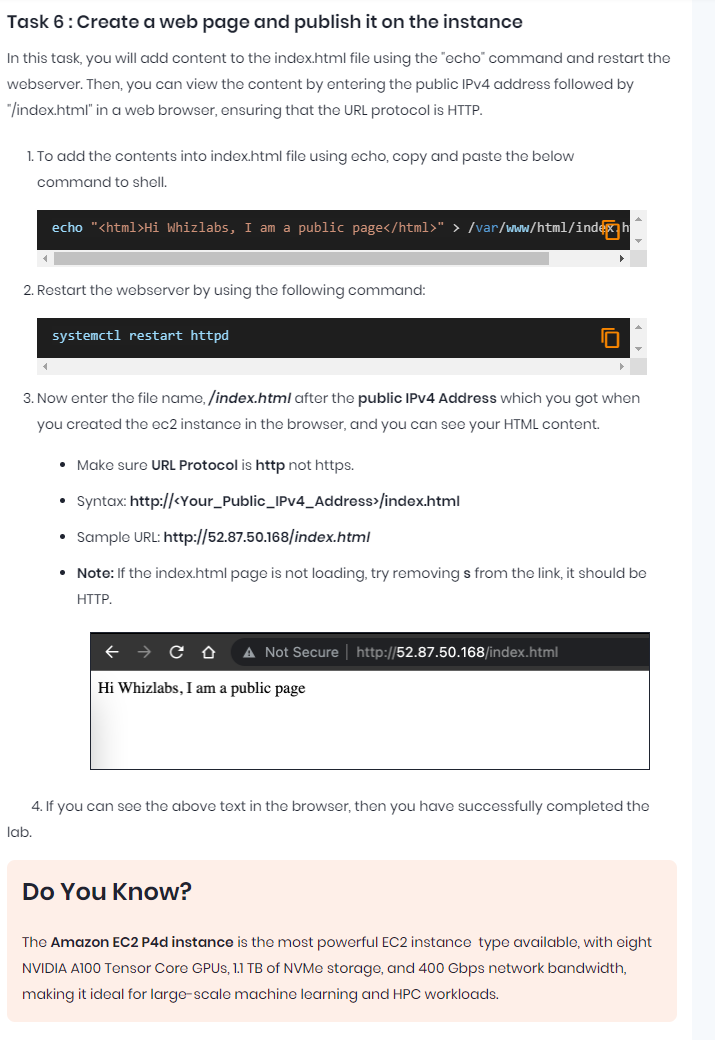 Task 6 : Create a web page and publish it on the instance
In this task, you will add content to the index.html file using the "echo" command and restart the
webserver. Then, you can view the content by entering the public IPv4 address followed by
"/index.html" in a web browser, ensuring that the URL protocol is HTTP.
1. To add the contents into index.html file using echo, copy and paste the below
command to shell.
echo "<html>Hi Whizlabs, I am a public page</html>" > /var/www/html/index.h
2. Restart the webserver by using the following command:
systemctl restart httpd
3. Now enter the file name, /index.html after the public IPv4 Address which you got when
you created the ec2 instance in the browser, and you can see your HTML content.
• Make sure URL Protocol is http not https.
• Syntax: http://<Your_Public_IPv4_Address>/index.html
• Sample URL: http://52.87.50.168/index.html
• Note: If the index.html page is not loading, try removing s from the link, it should be
HTTP.
Not Secure | http://52.87.50.168/index.html
Hi Whizlabs, I am a public page
4. If you can see the above text in the browser, then you have successfully completed the
lab.
Do You Know?
The Amazon EC2 P4d instance is the most powerful EC2 instance type available, with eight
NVIDIA A100 Tensor Core GPUs, 1.1 TB of NVMe storage, and 400 Gbps network bandwidth,
making it ideal for large-scale machine learning and HPC workloads.